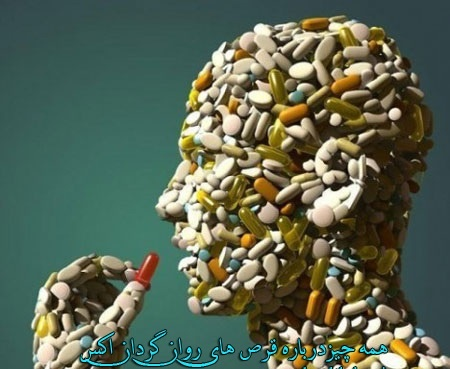 همه چیز درباره قرص های روان گردان اکس